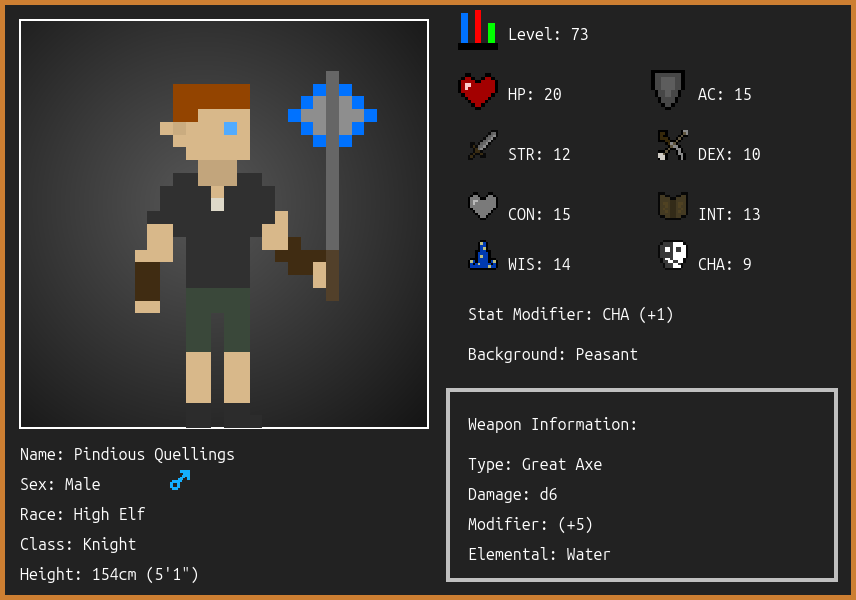 Level: 73
HP: 20
AC: 15
STR: 12
DEX: 10
CON: 15
INT: 13
WIS: 14
CHA: 9
Stat Modifier: CHA (+1)
Background: Peasant
Weapon Information:
Type: Great Axe
Damage: d6
Modifier: (+5)
Elemental: Water
Name: Pindious Quellings
Sex: Male
Race: High Elf
Class: Knight
Height: 154cm (5'1")